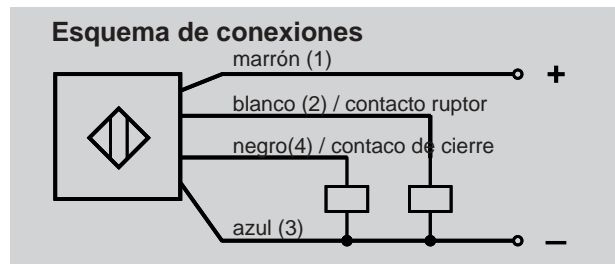 Esquema de conexiones
marrón (1)
+
blanco (2) / contacto ruptor
negro(4) / contaco de cierre
azul (3)
–